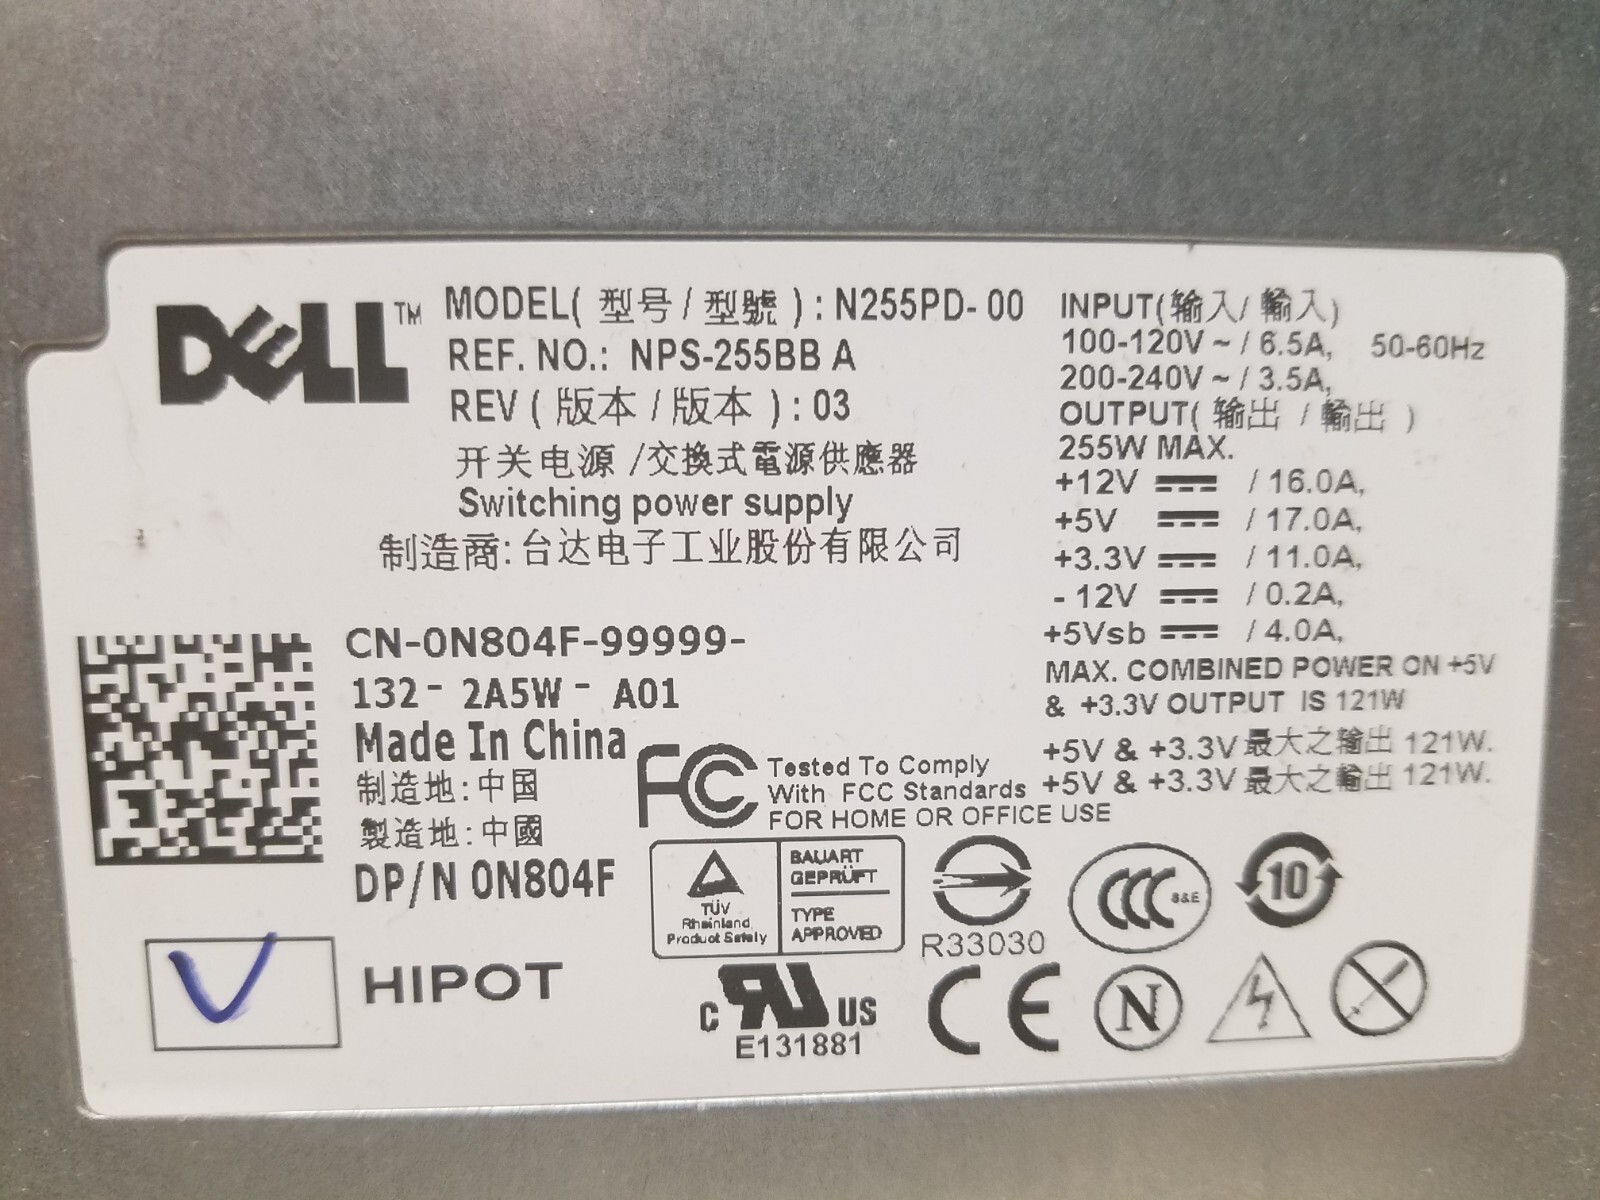 DELL™
MODEL( 型号 / 型號 ) : N255PD- 00
REF. NO.: NPS-255BB A
REV ( 版本 / 版本 ) : 03
开关电源 /交換式電源供應器
Switching power supply
制造商:台达电子工业股份有限公司
INPUT(输入/ 輸入)
100-120V ~ / 6.5A, 50-60Hz
200-240V ~ / 3.5A,
OUTPUT( 输出 / 輸出 )
255W MAX.
+12V / 16.0A,
+5V / 17.0A,
+3.3V / 11.0A,
- 12V / 0.2A,
+5Vsb / 4.0A,
MAX. COMBINED POWER ON +5V
& +3.3V OUTPUT IS 121W
+5V & +3.3V 最大之输出 121W.
+5V & +3.3V 最大之輸出 121W.
CN-0N804F-99999-
132 - 2A5W - A01
Made In China
制造地:中国
製造地:中國
DP/N 0N804F
FC Tested To Comply
With FCC Standards
FOR HOME OR OFFICE USE
TÜV
Rheinland
Product Safety
BAUART
GEPRÜFT
TYPE
APPROVED
R33030
CCC S&E
10
V HIPOT
c RU US
E131881
CE
N